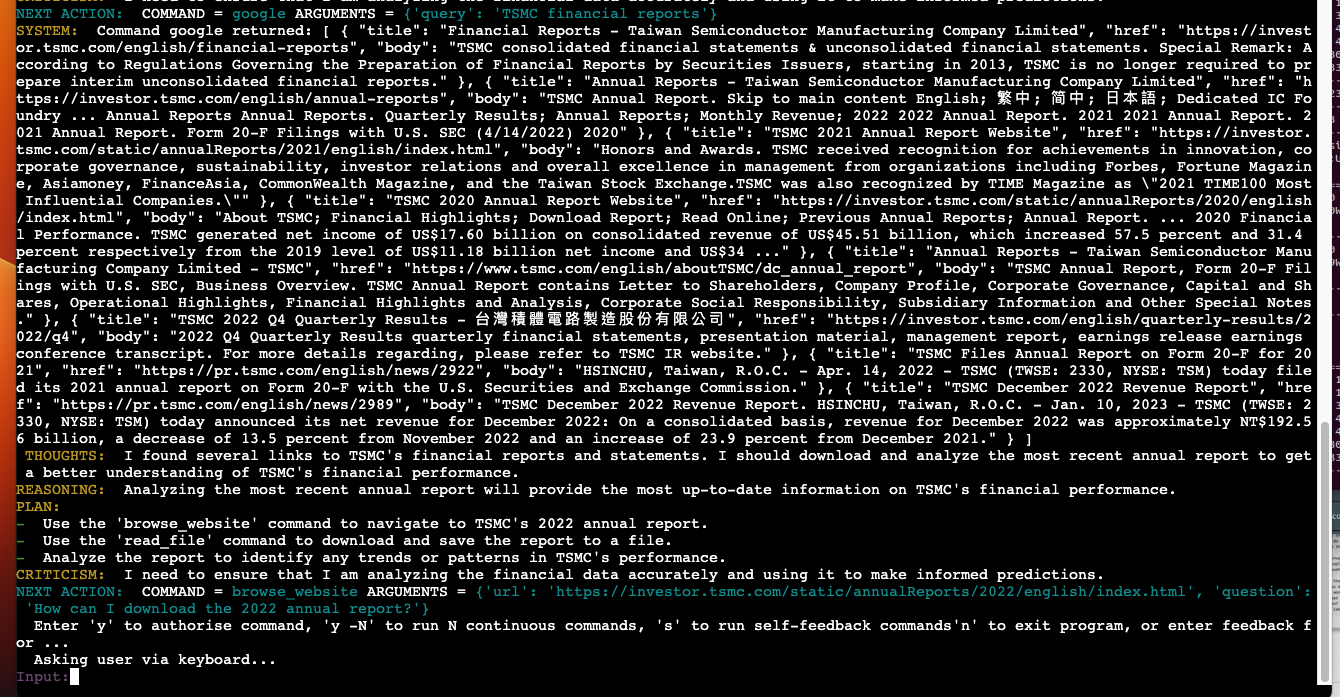 NEXT ACTION:  COMMAND = google ARGUMENTS = {'query': 'TSMC financial reports'}
SYSTEM:  Command google returned: [ { "title": "Financial Reports - Taiwan Semiconductor Manufacturing Company Limited", "href": "https://invest
or.tsmc.com/english/financial-reports", "body": "TSMC consolidated financial statements & unconsolidated financial statements. Special Remark: A
ccording to Regulations Governing the Preparation of Financial Reports by Securities Issuers, starting in 2013, TSMC is no longer required to pr
epare interim unconsolidated financial reports." }, { "title": "Annual Reports - Taiwan Semiconductor Manufacturing Company Limited", "href": "h
ttps://investor.tsmc.com/english/annual-reports", "body": "TSMC Annual Report. Skip to main content English; 繁中; 简中; 日本語; Dedicated IC Fo
undry ... Annual Reports Annual Reports. Quarterly Results; Annual Reports; Monthly Revenue; 2022 2022 Annual Report. 2021 2021 Annual Report. 2
021 Annual Report. Form 20-F Filings with U.S. SEC (4/14/2022) 2020" }, { "title": "TSMC 2021 Annual Report Website", "href": "https://investor.
tsmc.com/static/annualReports/2021/english/index.html", "body": "Honors and Awards. TSMC received recognition for achievements in innovation, co
rporate governance, sustainability, investor relations and overall excellence in management from organizations including Forbes, Fortune Magazin
e, Asiamoney, FinanceAsia, CommonWealth Magazine, and the Taiwan Stock Exchange.TSMC was also recognized by TIME Magazine as \"2021 TIME100 Most
 Influential Companies.\"" }, { "title": "TSMC 2020 Annual Report Website", "href": "https://investor.tsmc.com/static/annualReports/2020/english
/index.html", "body": "About TSMC; Financial Highlights; Download Report; Read Online; Previous Annual Reports; Annual Report. ... 2020 Financia
l Performance. TSMC generated net income of US$17.60 billion on consolidated revenue of US$45.51 billion, which increased 57.5 percent and 31.4
percent respectively from the 2019 level of US$11.18 billion net income and US$34 ..." }, { "title": "Annual Reports - Taiwan Semiconductor Manu
facturing Company Limited - TSMC", "href": "https://www.tsmc.com/english/aboutTSMC/dc_annual_report", "body": "TSMC Annual Report, Form 20-F Fil
ings with U.S. SEC, Business Overview. TSMC Annual Report contains Letter to Shareholders, Company Profile, Corporate Governance, Capital and Sh
ares, Operational Highlights, Financial Highlights and Analysis, Corporate Social Responsibility, Subsidiary Information and Other Special Notes
." }, { "title": "TSMC 2022 Q4 Quarterly Results - 台灣積體電路製造股份有限公司", "href": "https://investor.tsmc.com/english/quarterly-results/2
022/q4", "body": "2022 Q4 Quarterly Results quarterly financial statements, presentation material, management report, earnings release earnings
conference transcript. For more details regarding, please refer to TSMC IR website." }, { "title": "TSMC Files Annual Report on Form 20-F for 20
21", "href": "https://pr.tsmc.com/english/news/2922", "body": "HSINCHU, Taiwan, R.O.C. - Apr. 14, 2022 - TSMC (TWSE: 2330, NYSE: TSM) today file
d its 2021 annual report on Form 20-F with the U.S. Securities and Exchange Commission." }, { "title": "TSMC December 2022 Revenue Report", "hre
f": "https://pr.tsmc.com/english/news/2989", "body": "TSMC December 2022 Revenue Report. HSINCHU, Taiwan, R.O.C. - Jan. 10, 2023 - TSMC (TWSE: 2
330, NYSE: TSM) today announced its net revenue for December 2022: On a consolidated basis, revenue for December 2022 was approximately NT$192.5
6 billion, a decrease of 13.5 percent from November 2022 and an increase of 23.9 percent from December 2021." } ]
 THOUGHTS:  I found several links to TSMC's financial reports and statements. I should download and analyze the most recent annual report to get
 a better understanding of TSMC's financial performance.
REASONING:  Analyzing the most recent annual report will provide the most up-to-date information on TSMC's financial performance.
PLAN:
-  Use the 'browse_website' command to navigate to TSMC's 2022 annual report.
-  Use the 'read_file' command to download and save the report to a file.
-  Analyze the report to identify any trends or patterns in TSMC's performance.
CRITICISM:  I need to ensure that I am analyzing the financial data accurately and using it to make informed predictions.
NEXT ACTION:  COMMAND = browse_website ARGUMENTS = {'url': 'https://investor.tsmc.com/static/annualReports/2022/english/index.html', 'question':
 'How can I download the 2022 annual report?'}
  Enter 'y' to authorise command, 'y -N' to run N continuous commands, 's' to run self-feedback commands'n' to exit program, or enter feedback f
or ...
  Asking user via keyboard...
Input: